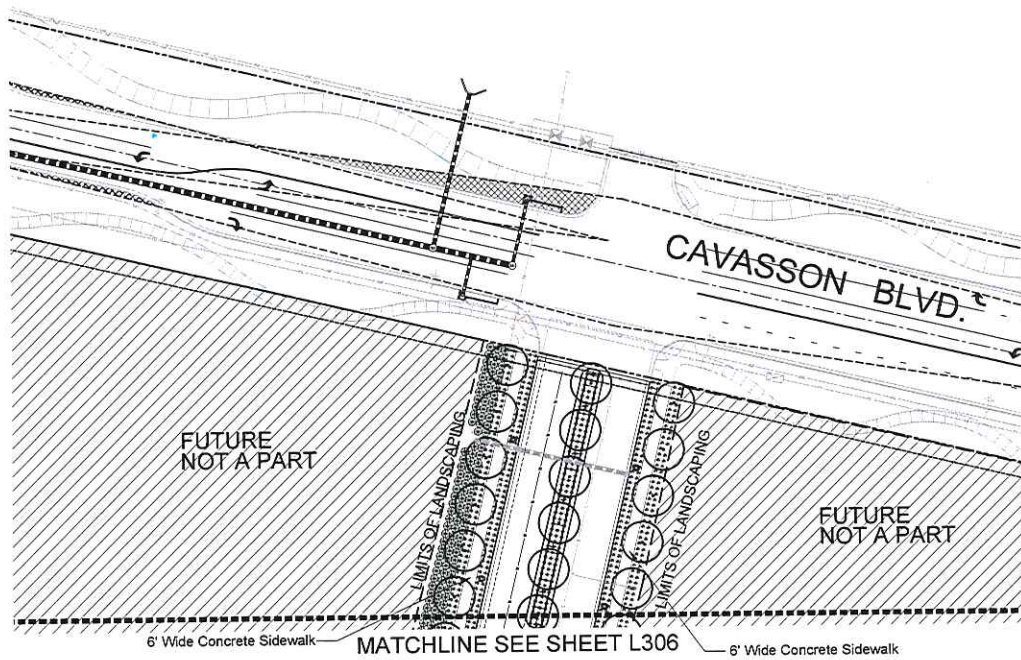 CAVASSON BLVD.
FUTURE
NOT A PART
LIMITS OF LANDSCAPING
LIMITS OF LANDSCAPING
FUTURE
NOT A PART
6' Wide Concrete Sidewalk
MATCHLINE SEE SHEET L306
6' Wide Concrete Sidewalk